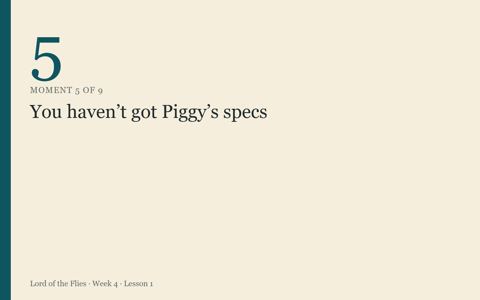 5
MOMENT 5 OF 9
You haven’t got Piggy’s specs
Lord of the Flies · Week 4 · Lesson 1